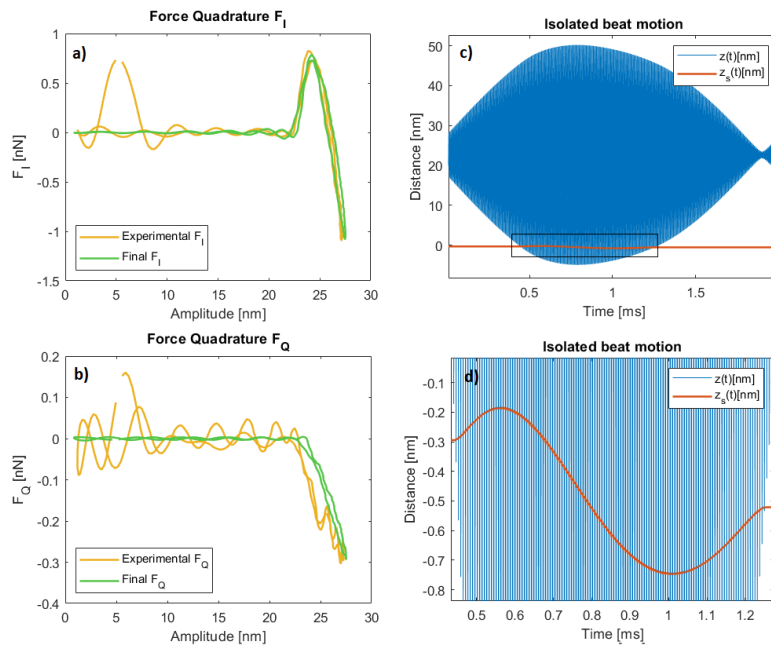 Force Quadrature F_I
a)
1
0.5
0
-0.5
-1
-1.5
F_I [nN]
Experimental F_I
Final F_I
0 5 10 15 20 25 30
Amplitude [nm]
Isolated beat motion
c)
z(t)[nm]
z_s(t)[nm]
50
40
30
20
10
0
Distance [nm]
0.5 1 1.5
Time [ms]
Force Quadrature F_Q
b)
0.2
0.1
0
-0.1
-0.2
-0.3
-0.4
F_Q [nN]
Experimental F_Q
Final F_Q
0 5 10 15 20 25 30
Amplitude [nm]
Isolated beat motion
d)
z(t)[nm]
z_s(t)[nm]
-0.1
-0.2
-0.3
-0.4
-0.5
-0.6
-0.7
-0.8
Distance [nm]
0.5 0.6 0.7 0.8 0.9 1 1.1 1.2
Time [ms]